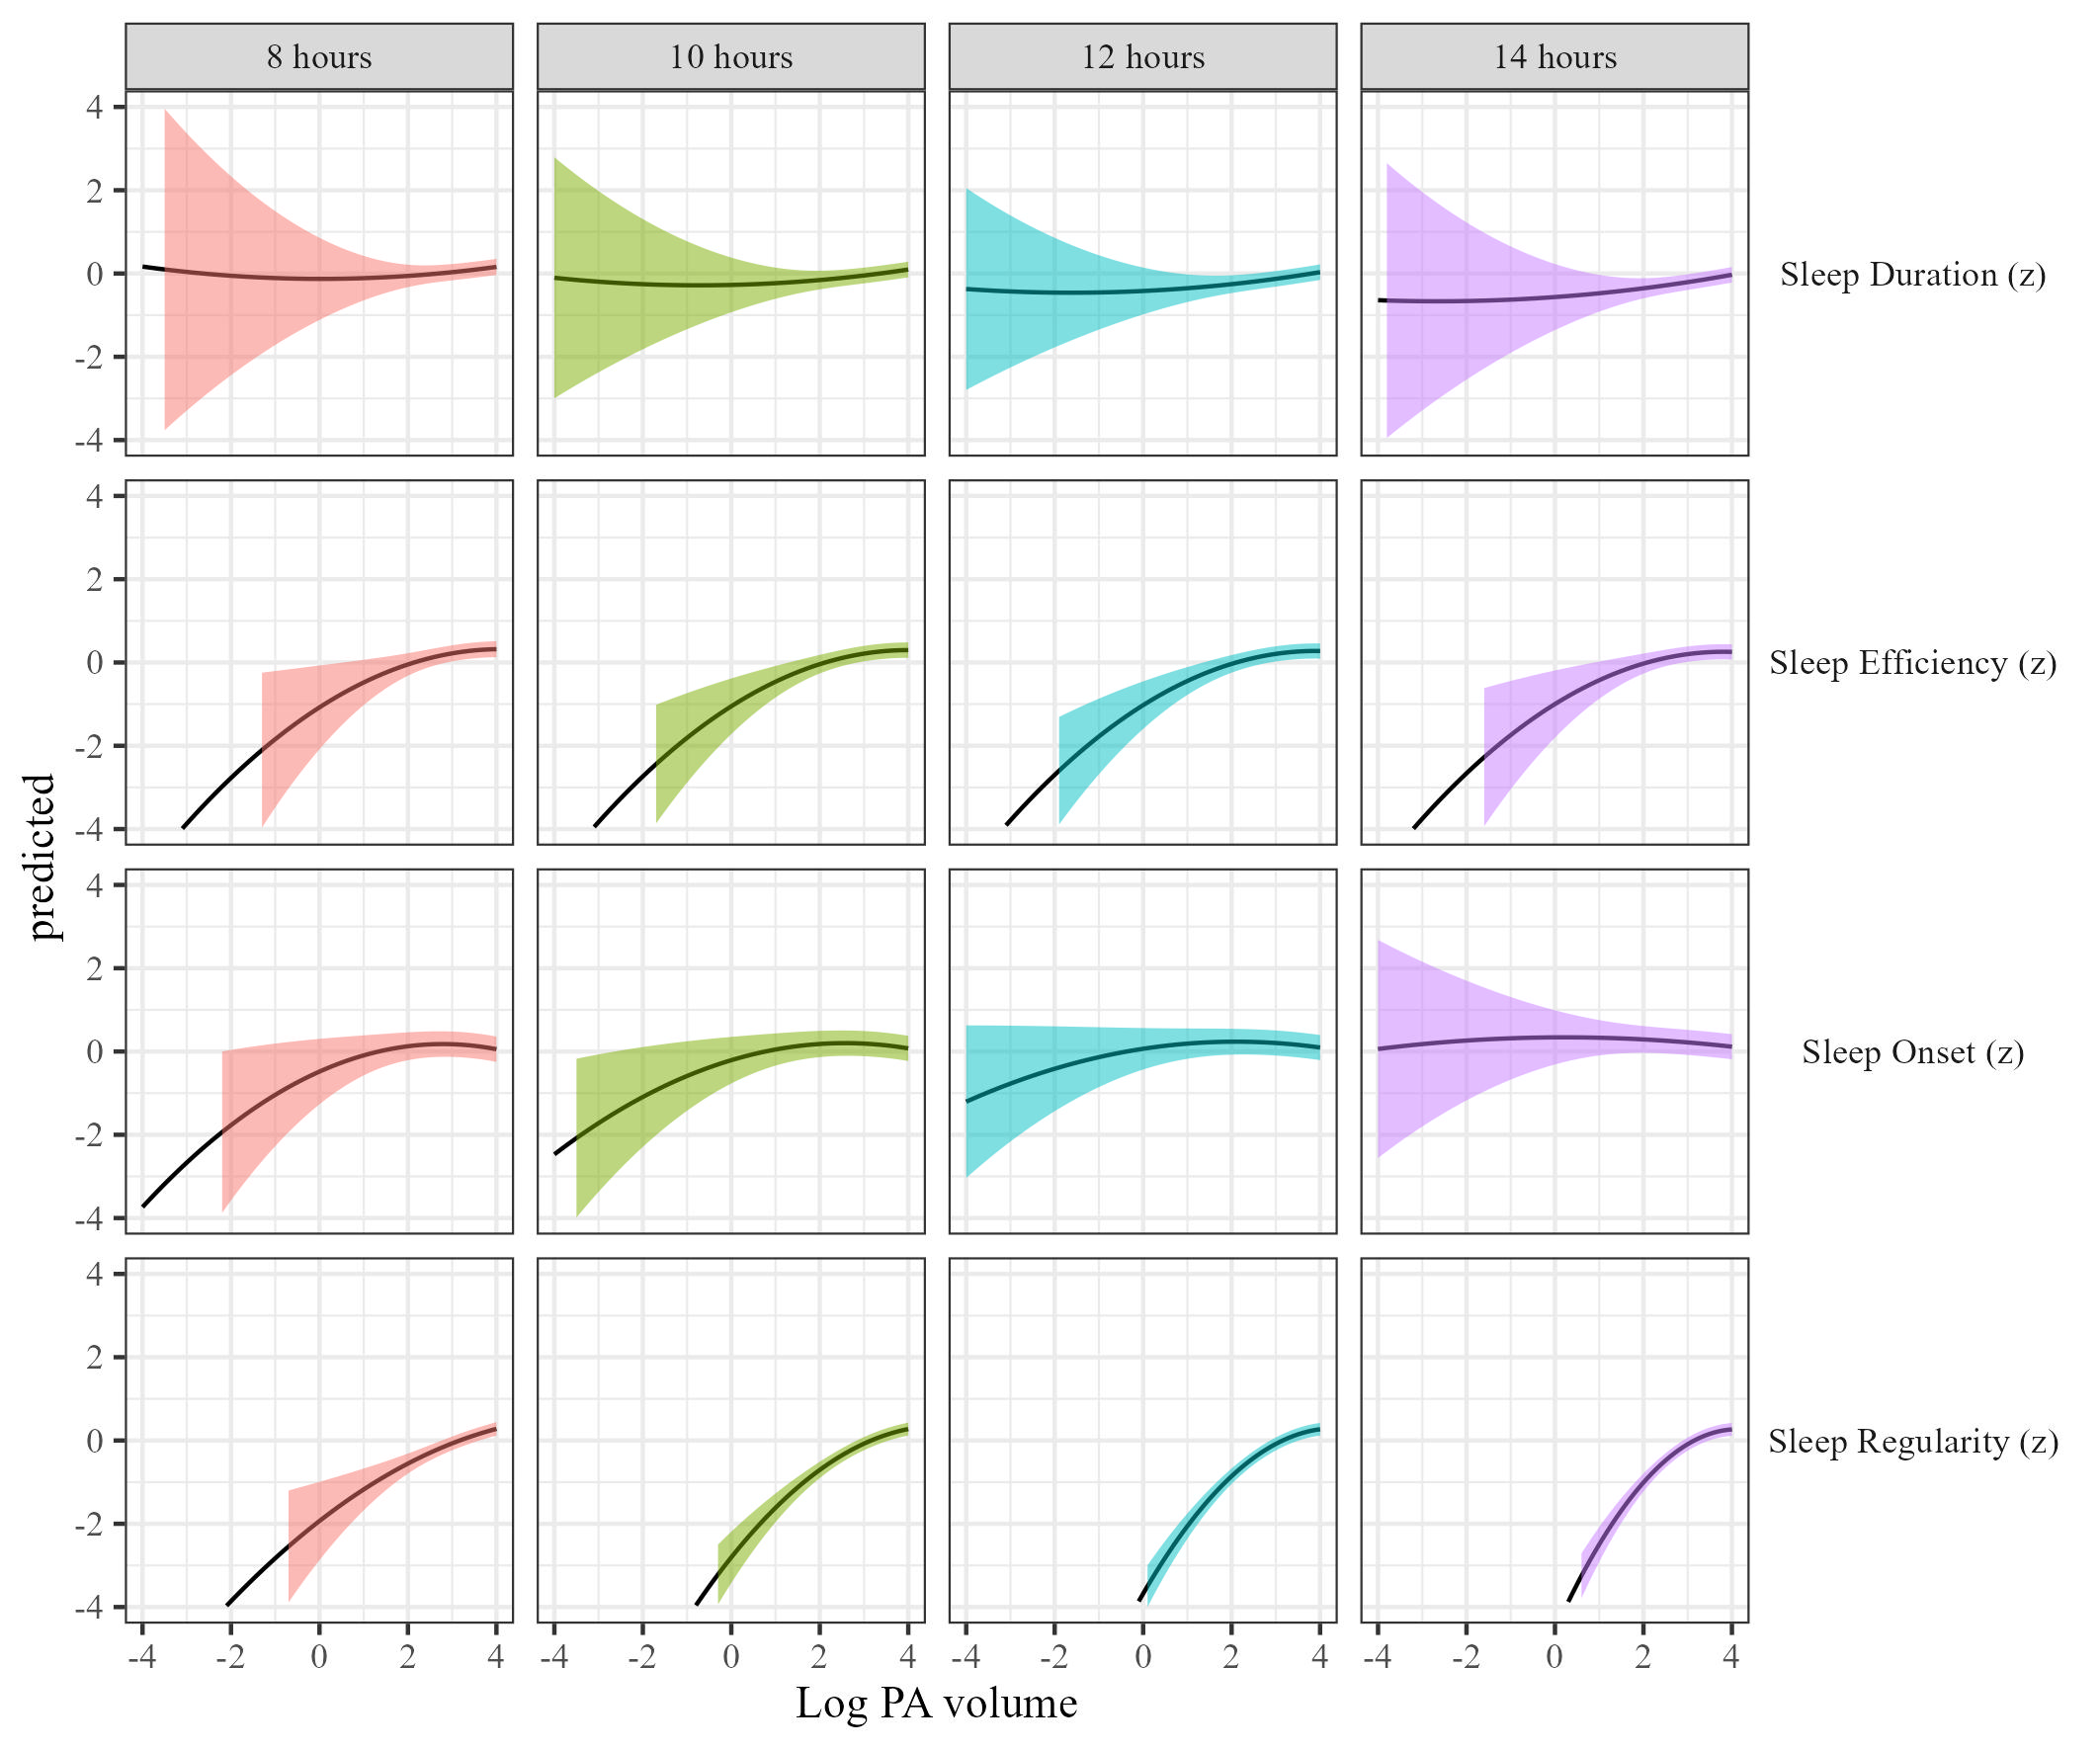 8 hours 10 hours 12 hours 14 hours
4
2
0
-2
-4
Sleep Duration (z)
4
2
0
-2
-4
Sleep Efficiency (z)
predicted
4
2
0
-2
-4
Sleep Onset (z)
4
2
0
-2
-4
Sleep Regularity (z)
-4 -2 0 2 4 -4 -2 0 2 4 -4 -2 0 2 4 -4 -2 0 2 4
Log PA volume